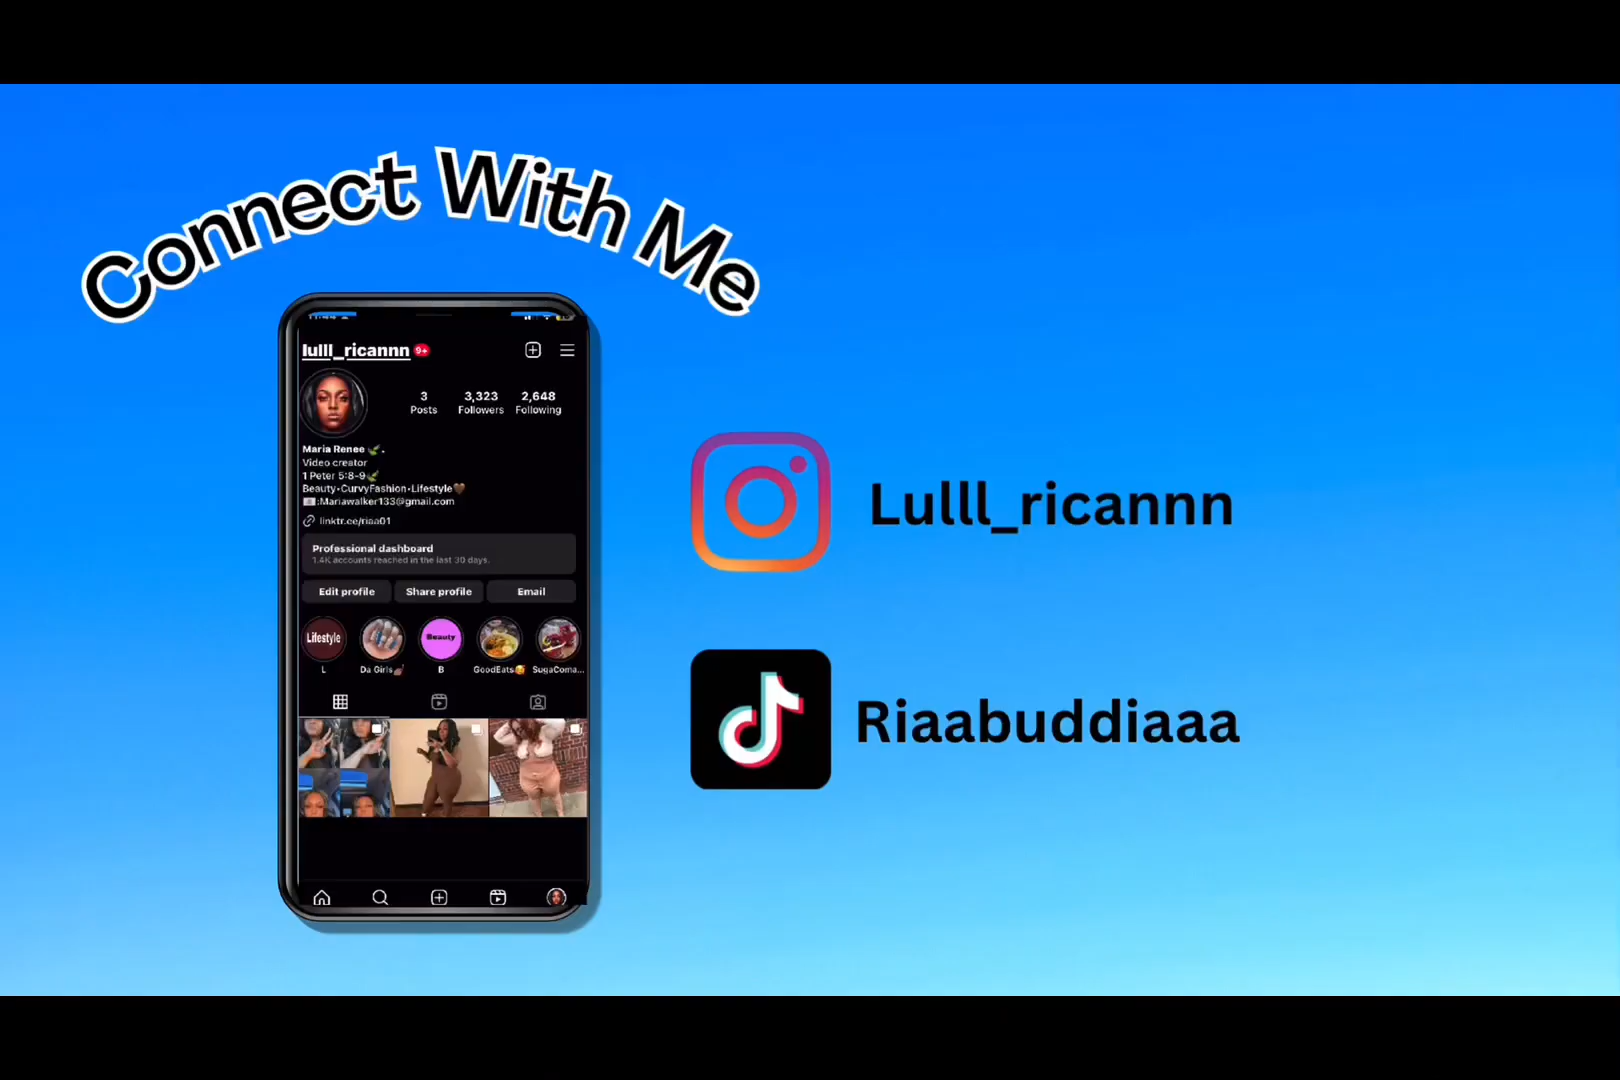 Connect With Me
lulll_ricannn 9+
3 3,323 2,648
Posts Followers Following
Maria Renee
Video creator
1 Peter 5:8-9
Beauty•CurvyFashion•Lifestyle
:Mariawalker133@gmail.com
linktr.ee/riaa01
Professional dashboard
1.4K accounts reached in the last 30 days.
Edit profile Share profile Email
Lifestyle Beauty
L Da Girls B GoodEats SugaComa...
Lulll_ricannn
Riaabuddiaaa